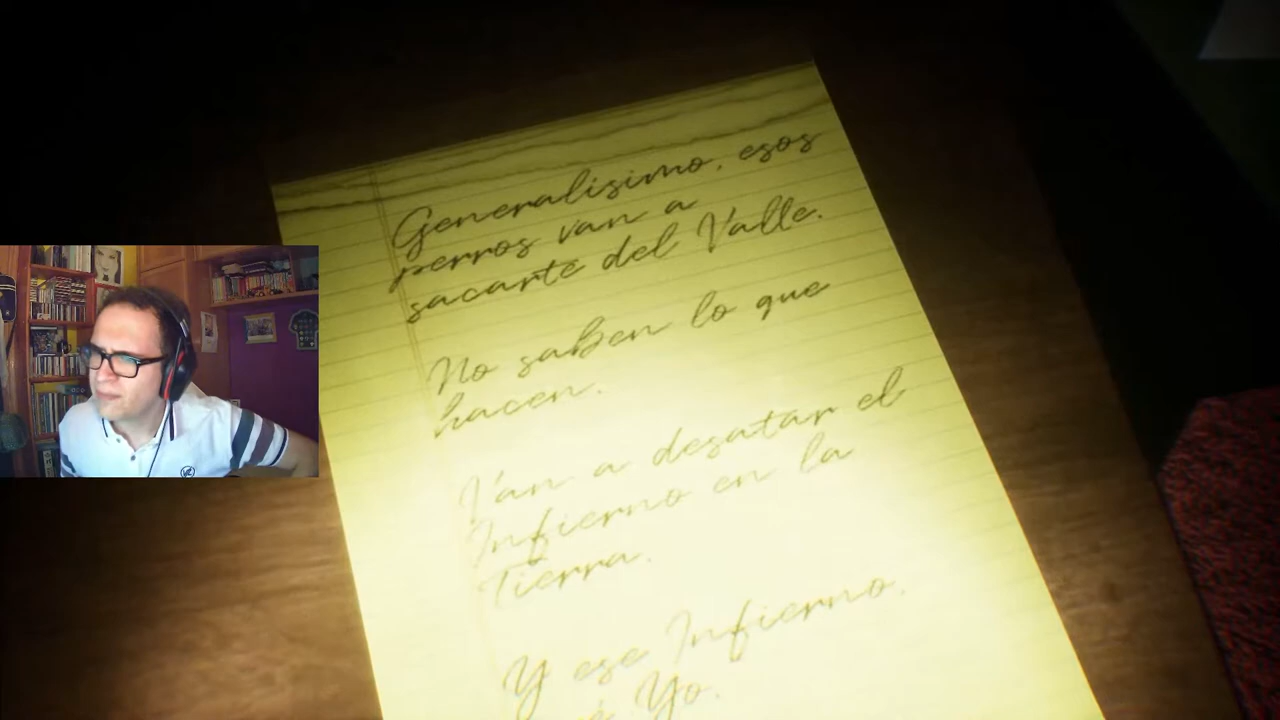 Generalísimo, esos
perros van a
sacarte del Valle.
No saben lo que
hacen.
Van a desatar el
Infierno en la
Tierra.
Y ese Infierno,
Yo.